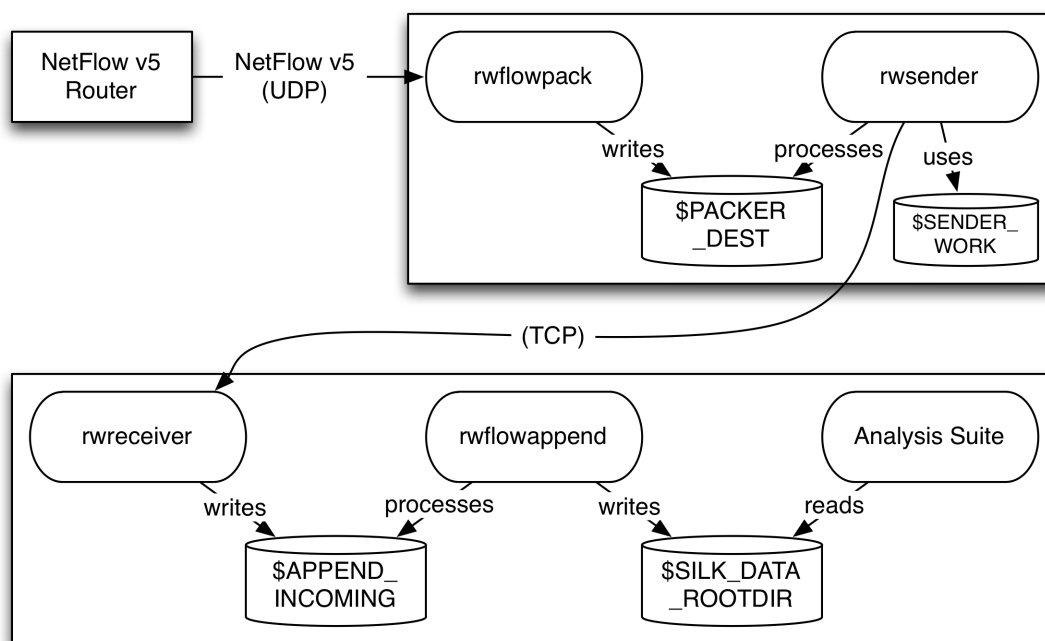 NetFlow v5
Router
NetFlow v5
(UDP)
rwflowpack
rwsender
writes
processes
uses
$PACKER
_DEST
$SENDER_
WORK
(TCP)
rwreceiver
rwflowappend
Analysis Suite
writes
processes
writes
reads
$APPEND_
INCOMING
$SILK_DATA
_ROOTDIR